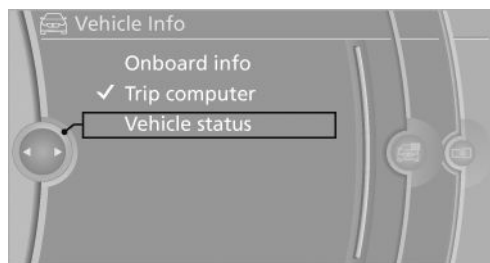 Vehicle Info
Onboard info
Trip computer
Vehicle status